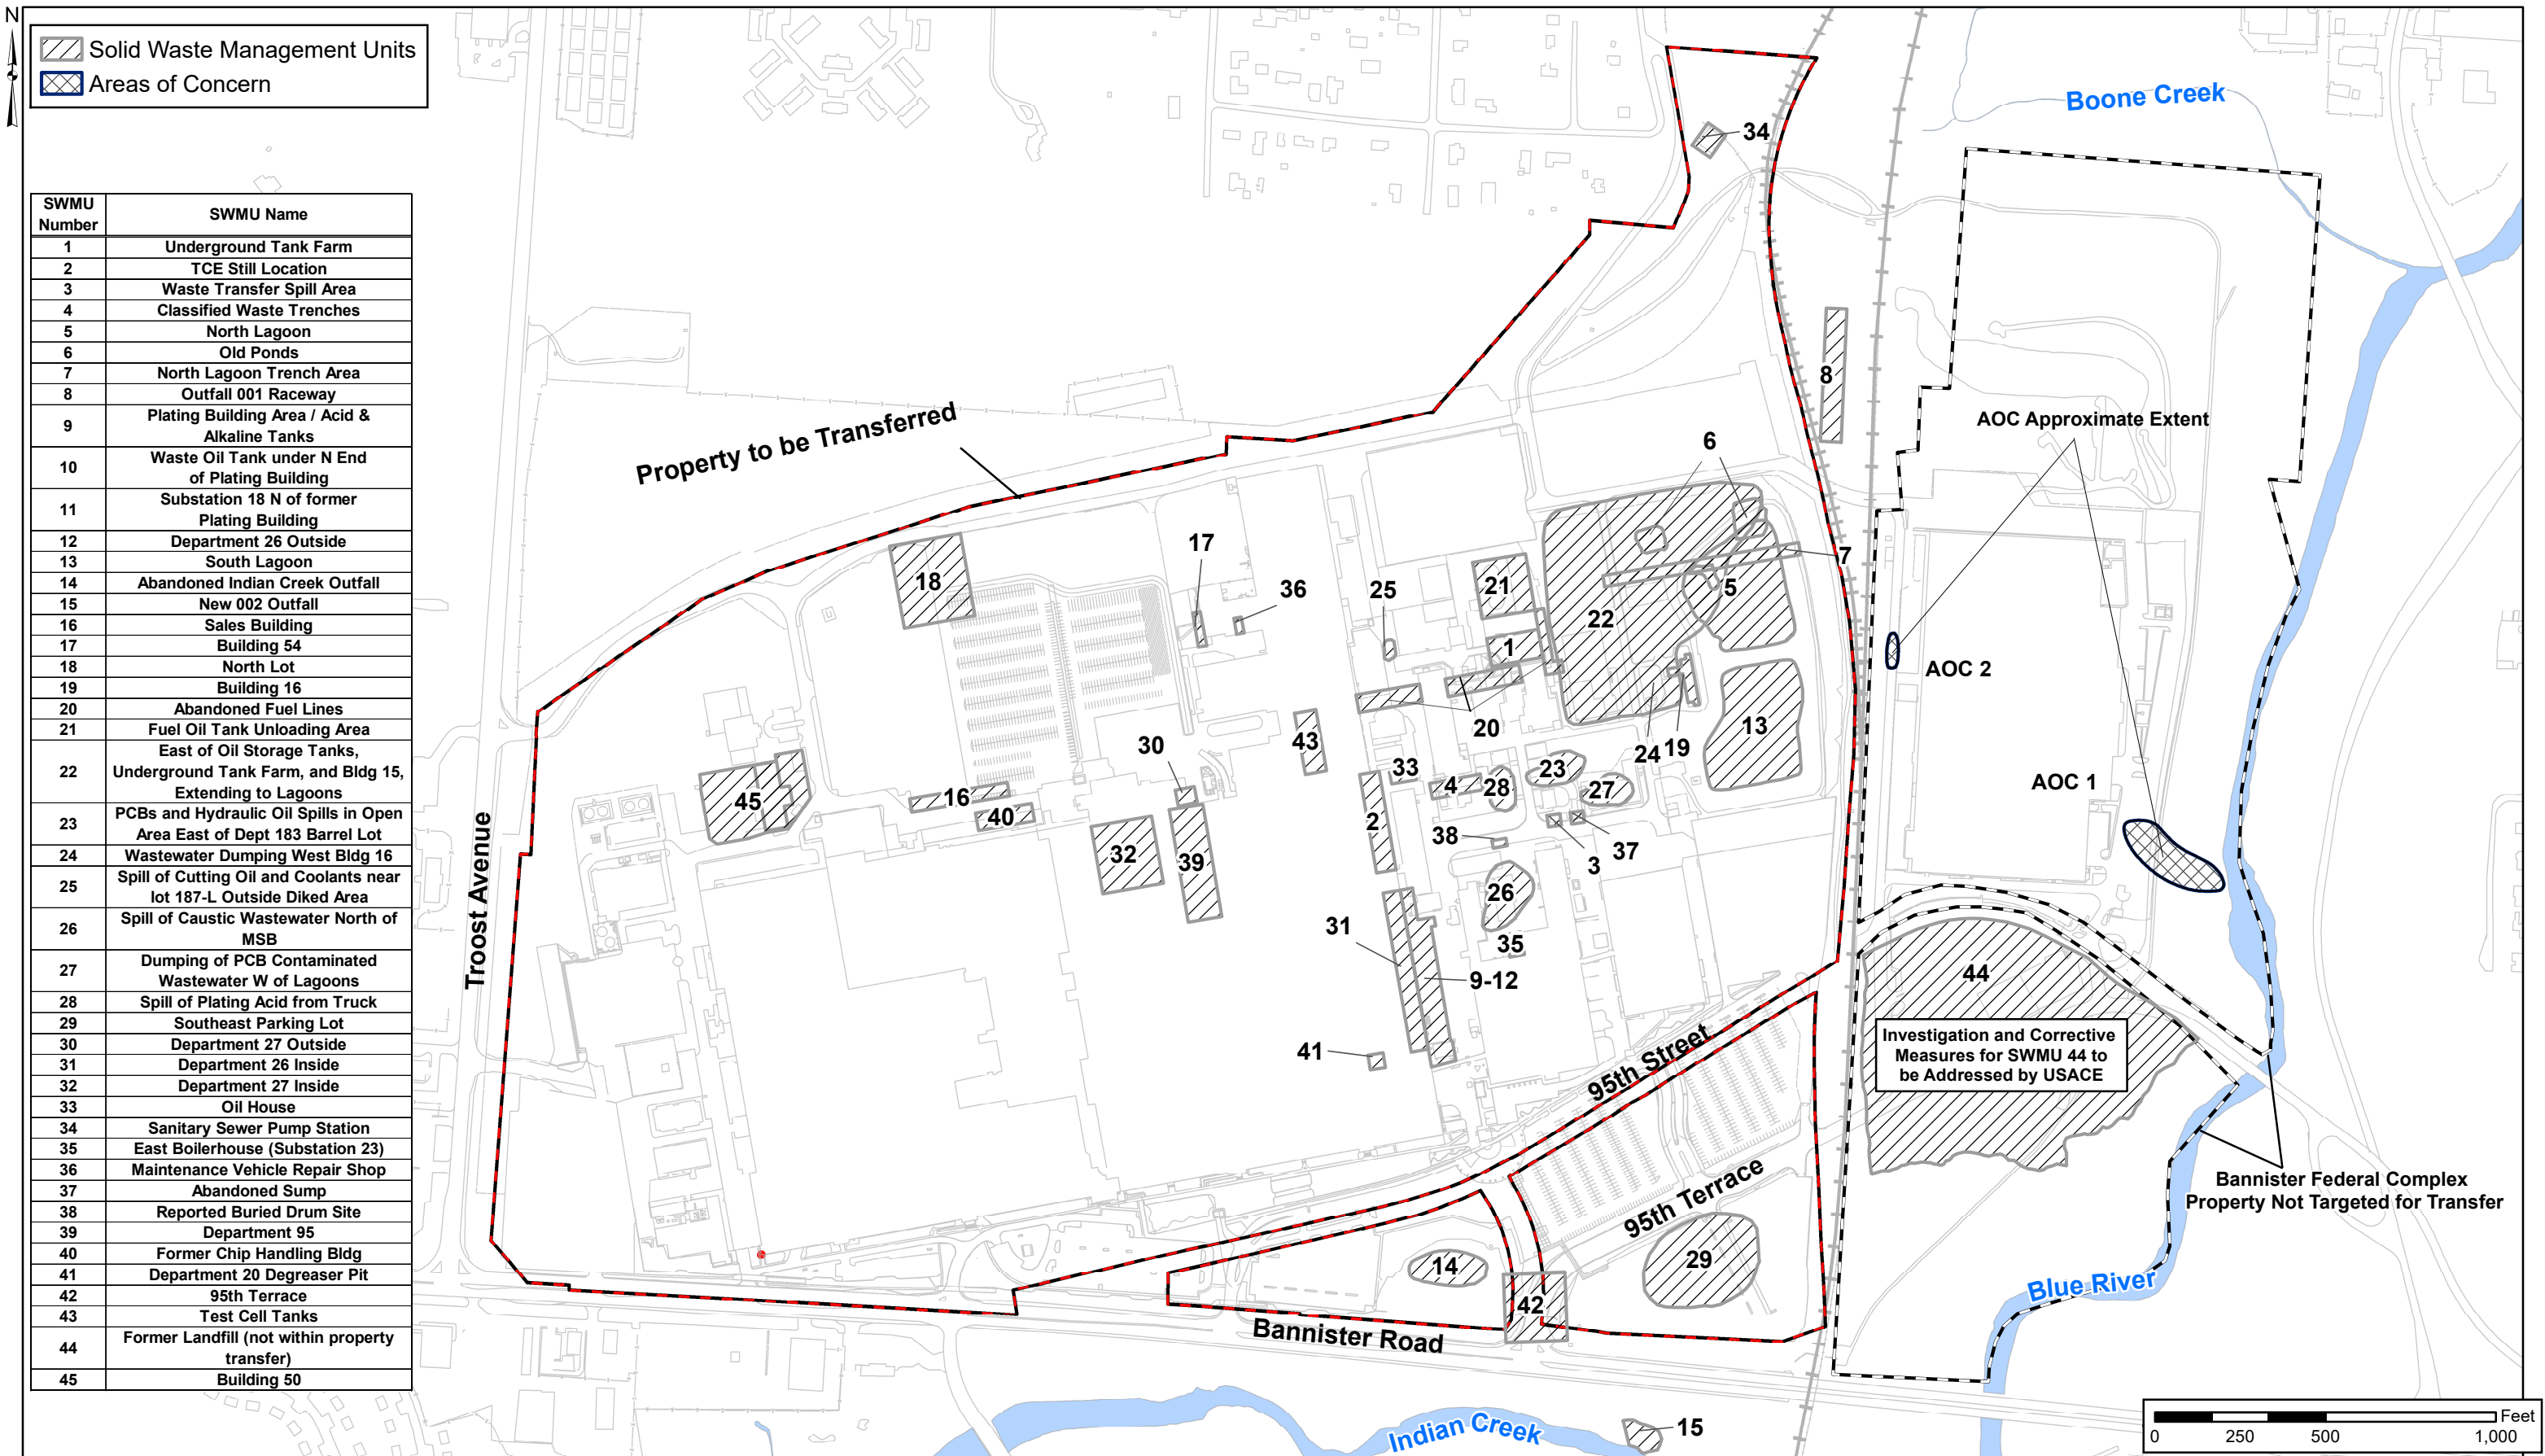 N
Solid Waste Management Units
Areas of Concern
SWMU Number
SWMU Name
1 Underground Tank Farm
2 TCE Still Location
3 Waste Transfer Spill Area
4 Classified Waste Trenches
5 North Lagoon
6 Old Ponds
7 North Lagoon Trench Area
8 Outfall 001 Raceway
9 Plating Building Area / Acid &
Alkaline Tanks
10 Waste Oil Tank under N End
of Plating Building
11 Substation 18 N of former
Plating Building
12 Department 26 Outside
13 South Lagoon
14 Abandoned Indian Creek Outfall
15 New 002 Outfall
16 Sales Building
17 Building 54
18 North Lot
19 Building 16
20 Abandoned Fuel Lines
21 Fuel Oil Tank Unloading Area
22 East of Oil Storage Tanks,
Underground Tank Farm, and Bldg 15,
Extending to Lagoons
23 PCBs and Hydraulic Oil Spills in Open
Area East of Dept 183 Barrel Lot
24 Wastewater Dumping West Bldg 16
25 Spill of Cutting Oil and Coolants near
lot 187-L Outside Diked Area
26 Spill of Caustic Wastewater North of
MSB
27 Dumping of PCB Contaminated
Wastewater W of Lagoons
28 Spill of Plating Acid from Truck
29 Southeast Parking Lot
30 Department 27 Outside
31 Department 26 Inside
32 Department 27 Inside
33 Oil House
34 Sanitary Sewer Pump Station
35 East Boilerhouse (Substation 23)
36 Maintenance Vehicle Repair Shop
37 Abandoned Sump
38 Reported Buried Drum Site
39 Department 95
40 Former Chip Handling Bldg
41 Department 20 Degreaser Pit
42 95th Terrace
43 Test Cell Tanks
44 Former Landfill (not within property
transfer)
45 Building 50
Boone Creek
34
8
AOC Approximate Extent
Property to be Transferred
6
17
7
18
36
25
21
5
22
1
AOC 2
20
43
24
19
13
30
33
23
AOC 1
4
28
27
45
16
40
2
38
37
32
39
3
26
Troost Avenue
31
35
9-12
44
Investigation and Corrective
Measures for SWMU 44 to
be Addressed by USACE
41
95th Street
95th Terrace
Bannister Federal Complex
Property Not Targeted for Transfer
14
29
42
Blue River
Bannister Road
Indian Creek
15
Feet
0 250 500 1,000